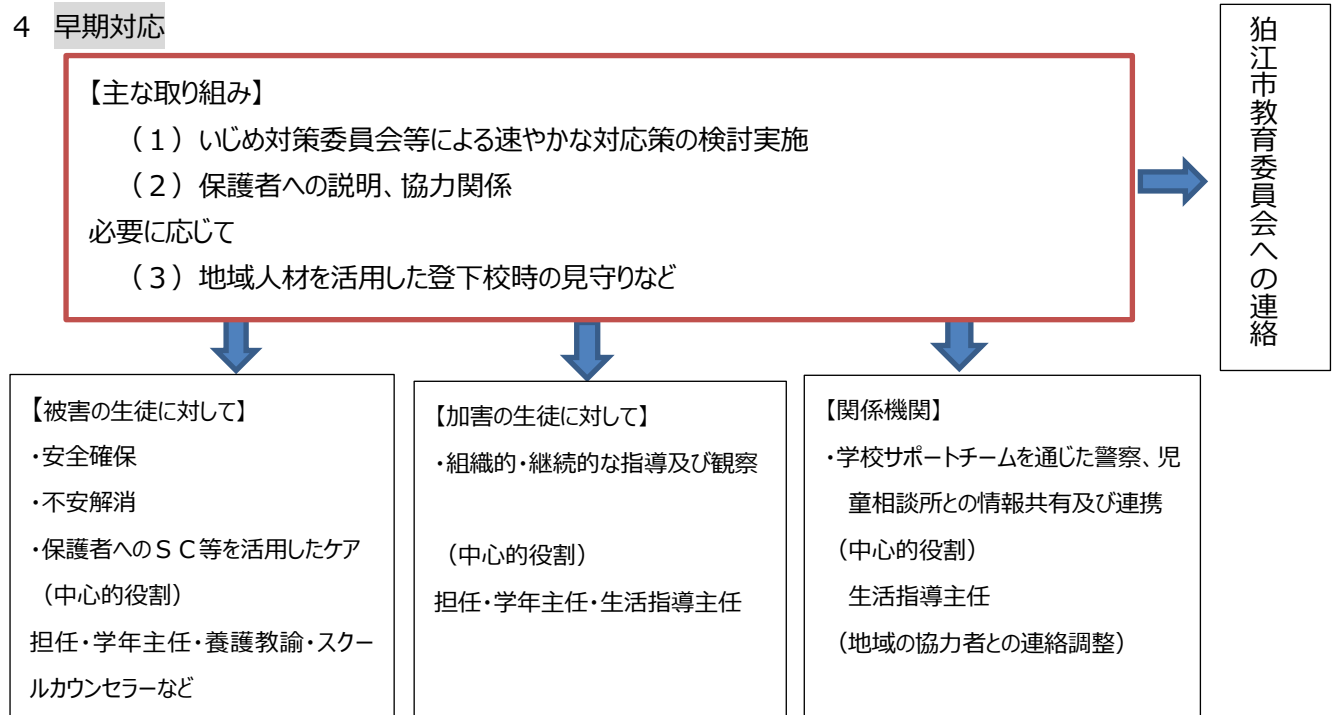 4 早期対応
【主な取り組み】
(1)いじめ対策委員会等による速やかな対応策の検討実施
(2)保護者への説明、協力関係
必要に応じて
(3)地域人材を活用した登下校時の見守りなど
狛江市教育委員会への連絡
【被害の生徒に対して】
・安全確保
・不安解消
・保護者へのSC等を活用したケア
(中心的役割)
担任・学年主任・養護教諭・スクー
ルカウンセラーなど
【加害の生徒に対して】
・組織的・継続的な指導及び観察
(中心的役割)
担任・学年主任・生活指導主任
【関係機関】
・学校サポートチームを通じた警察、児
童相談所との情報共有及び連携
(中心的役割)
生活指導主任
(地域の協力者との連絡調整)